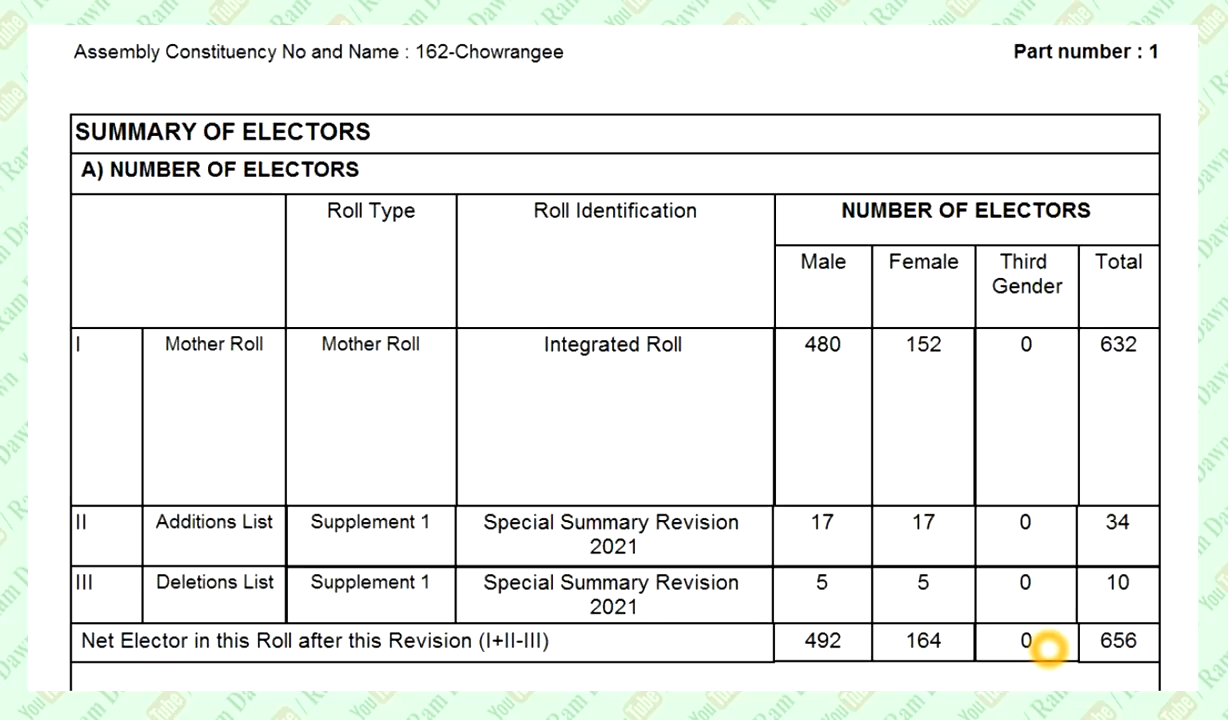 Assembly Constituency No and Name : 162-Chowrangee Part number : 1
SUMMARY OF ELECTORS
A) NUMBER OF ELECTORS
Roll Type Roll Identification NUMBER OF ELECTORS
Male Female Third Gender Total
I Mother Roll Mother Roll Integrated Roll 480 152 0 632
II Additions List Supplement 1 Special Summary Revision 2021 17 17 0 34
III Deletions List Supplement 1 Special Summary Revision 2021 5 5 0 10
Net Elector in this Roll after this Revision (I+II-III) 492 164 0 656